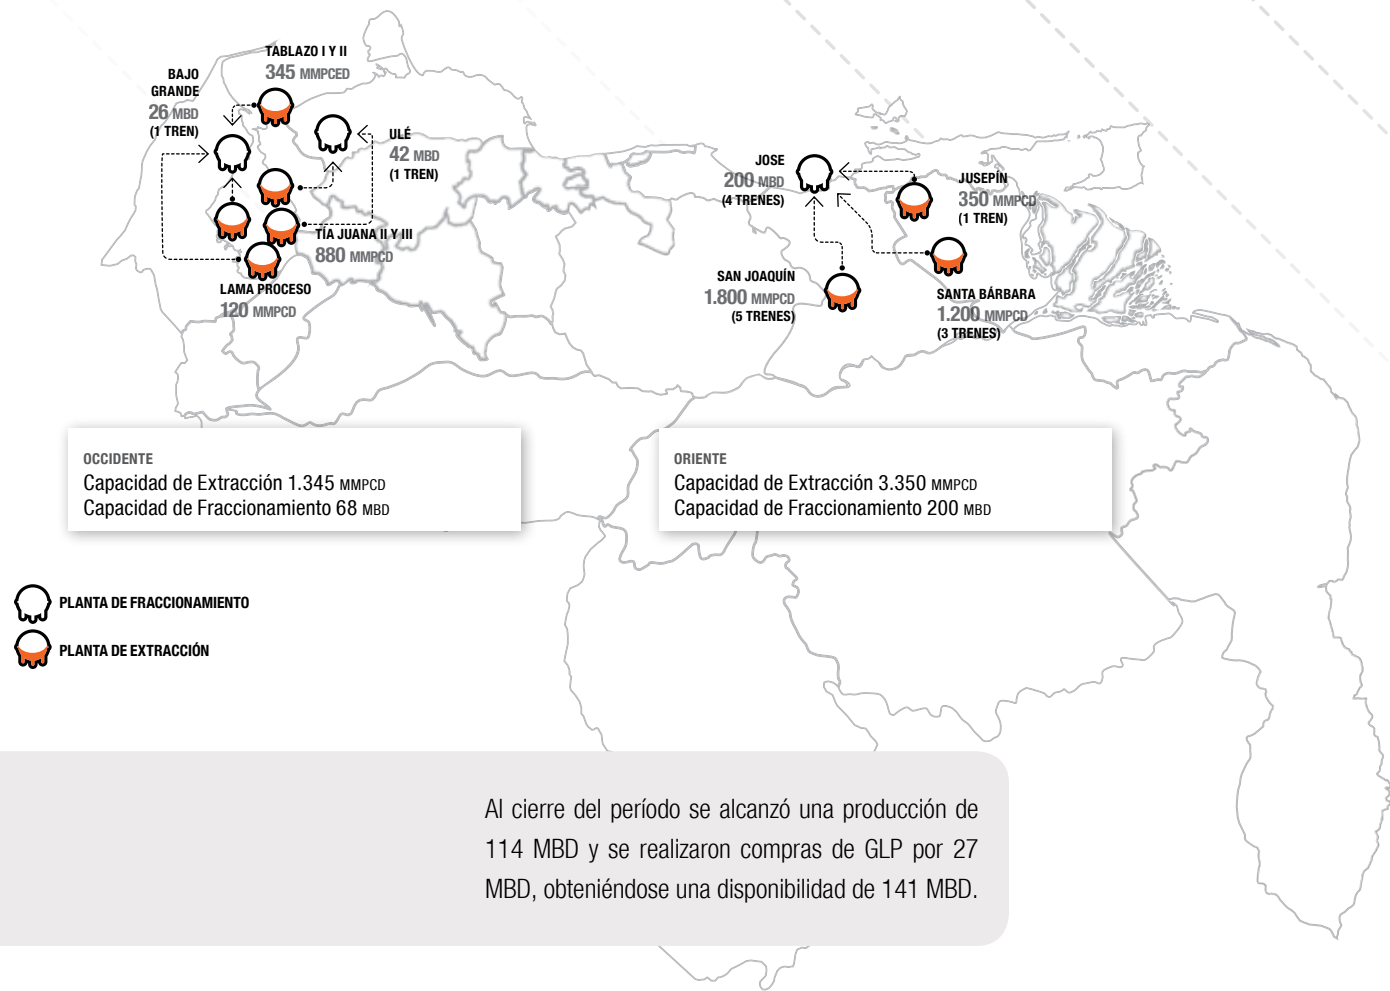 TABLAZO I Y II
345 MMPCED
BAJO
GRANDE
26 MBD
(1 TREN)
ULÉ
42 MBD
(1 TREN)
TÍA JUANA II Y III
880 MMPCD
LAMA PROCESO
120 MMPCD
JOSE
200 MBD
(4 TRENES)
JUSEPÍN
350 MMPCD
(1 TREN)
SAN JOAQUÍN
1.800 MMPCD
(5 TRENES)
SANTA BÁRBARA
1.200 MMPCD
(3 TRENES)
OCCIDENTE
Capacidad de Extracción 1.345 MMPCD
Capacidad de Fraccionamiento 68 MBD
ORIENTE
Capacidad de Extracción 3.350 MMPCD
Capacidad de Fraccionamiento 200 MBD
PLANTA DE FRACCIONAMIENTO
PLANTA DE EXTRACCIÓN
Al cierre del período se alcanzó una producción de
114 MBD y se realizaron compras de GLP por 27
MBD, obteniéndose una disponibilidad de 141 MBD.